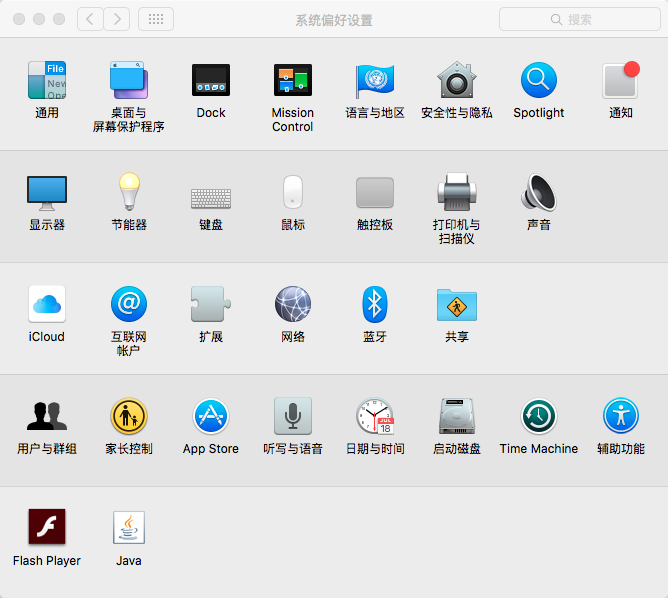 系统偏好设置
搜索
File
New
Ope
通用
桌面与
屏幕保护程序
Dock
Mission
Control
语言与地区
安全性与隐私
Spotlight
通知
显示器
节能器
键盘
鼠标
触控板
打印机与
扫描仪
声音
iCloud
@
互联网
帐户
扩展
网络
蓝牙
共享
用户与群组
家长控制
App Store
听写与语音
JUL
18
日期与时间
启动磁盘
Time Machine
辅助功能
Flash Player
Java